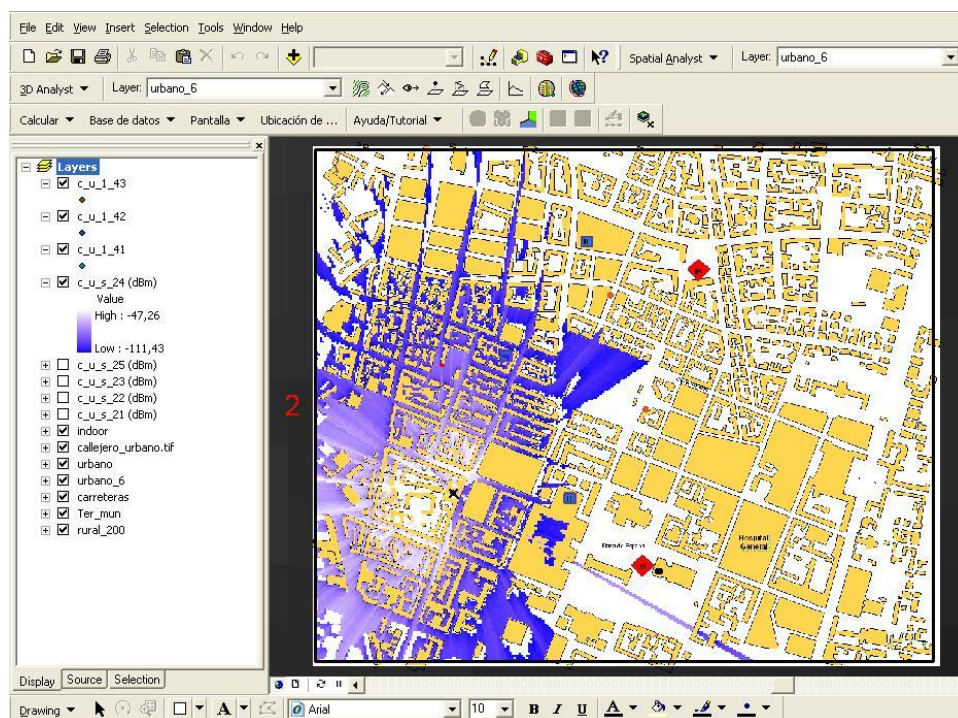 File Edit View Insert Selection Tools Window Help
Spatial Analyst Layer: urbano_6
3D Analyst Layer: urbano_6
Calcular Base de datos Pantalla Ubicación de ... Ayuda/Tutorial
Layers
c_u_1_43
c_u_1_42
c_u_1_41
c_u_s_24 (dBm)
Value
High : -47,26
Low : -111,43
c_u_s_25 (dBm)
c_u_s_23 (dBm)
c_u_s_22 (dBm)
c_u_s_21 (dBm)
indoor
callejero_urbano.tif
urbano
urbano_6
carreteras
Ter_mun
rural_200
2
Hospital
General
Display Source Selection
Drawing A Arial 10 B I U A